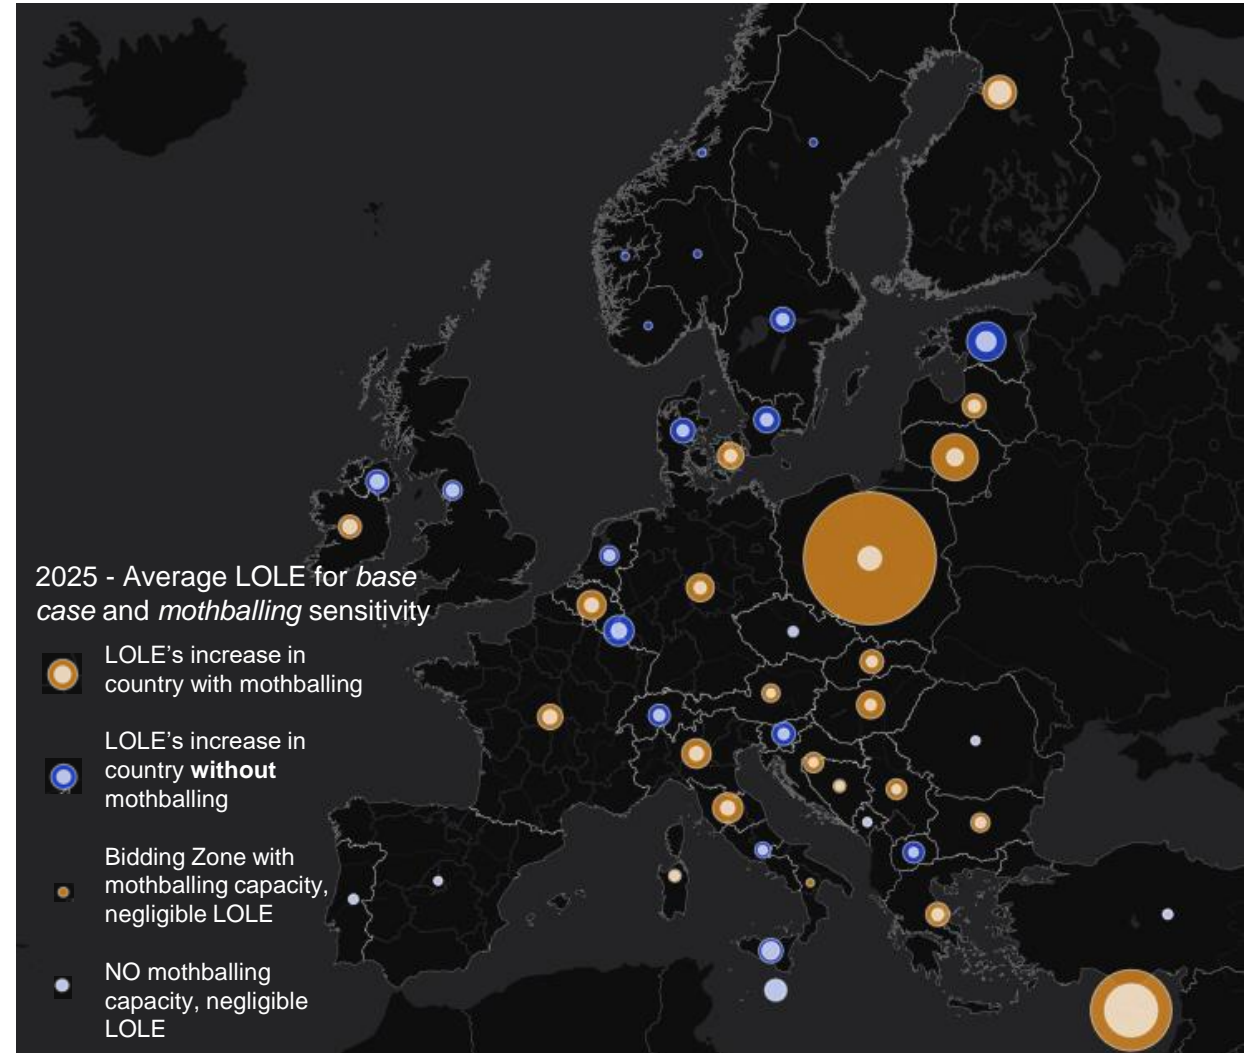 2025 - Average LOLE for base
case and mothballing sensitivity
LOLE's increase in
country with mothballing
LOLE's increase in
country without
mothballing
Bidding Zone with
mothballing capacity,
negligible LOLE
NO mothballing
capacity, negligible
LOLE